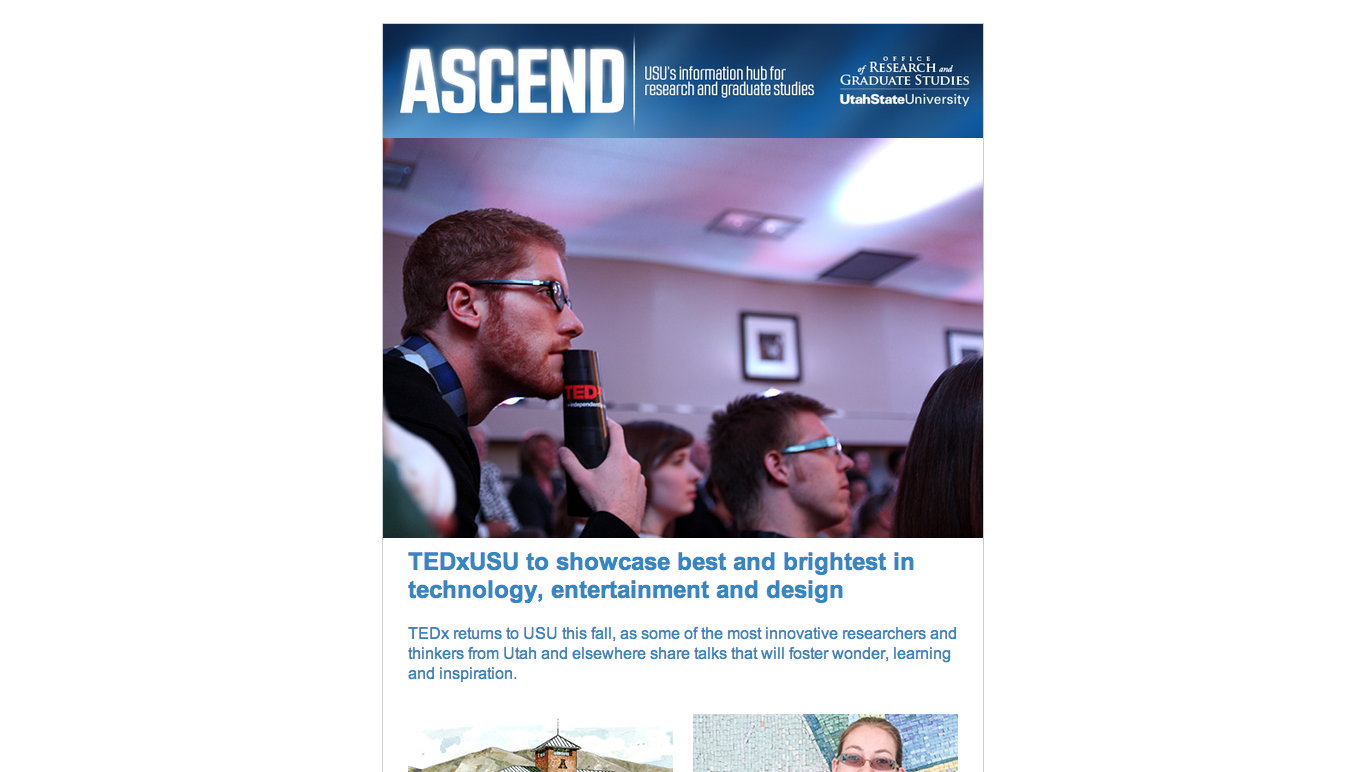 ASCEND
USU's information hub for
research and graduate studies
OFFICE
of RESEARCH and
GRADUATE STUDIES
UtahStateUniversity
TEDx
independently
TEDxUSU to showcase best and brightest in
technology, entertainment and design
TEDx returns to USU this fall, as some of the most innovative researchers and
thinkers from Utah and elsewhere share talks that will foster wonder, learning
and inspiration.
A